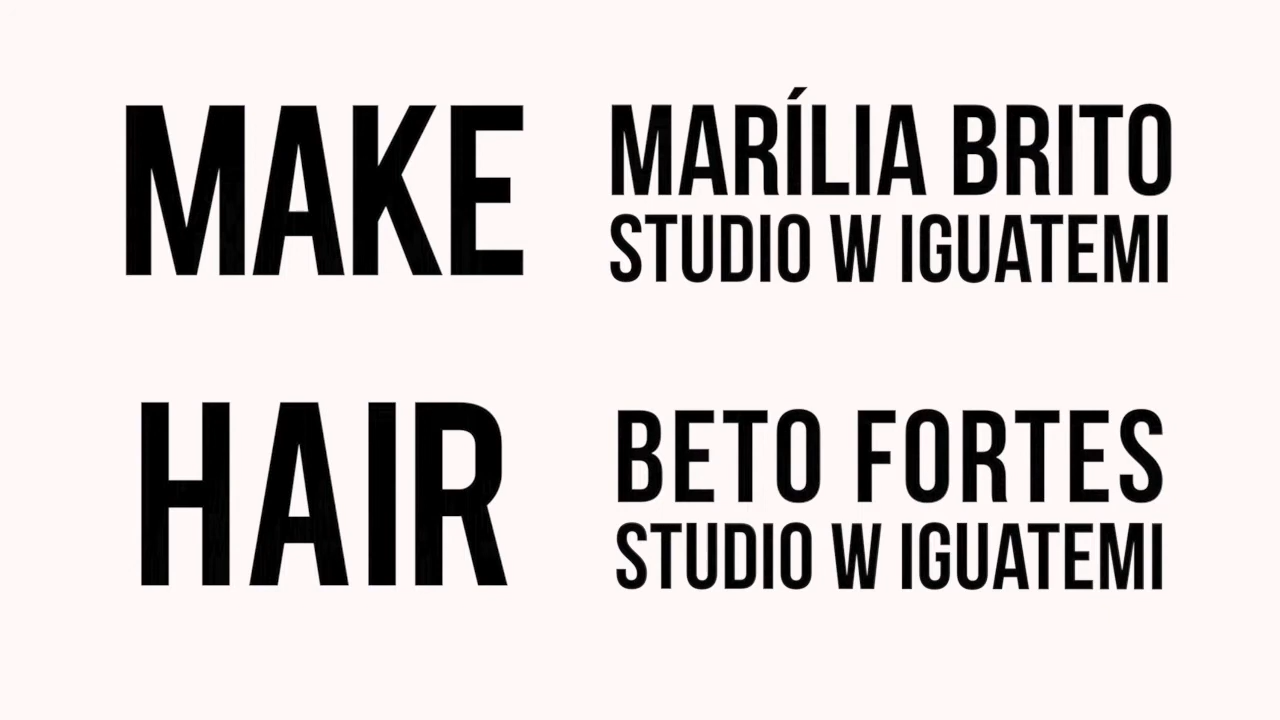 MAKE
MARÍLIA BRITO
STUDIO W IGUATEMI
HAIR
BETO FORTES
STUDIO W IGUATEMI